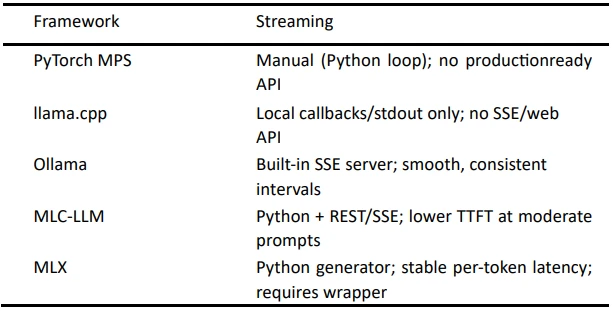 Framework Streaming
PyTorch MPS Manual (Python loop); no productionready
API
llama.cpp Local callbacks/stdout only; no SSE/web
API
Ollama Built-in SSE server; smooth, consistent
intervals
MLC-LLM Python + REST/SSE; lower TTFT at moderate
prompts
MLX Python generator; stable per-token latency;
requires wrapper